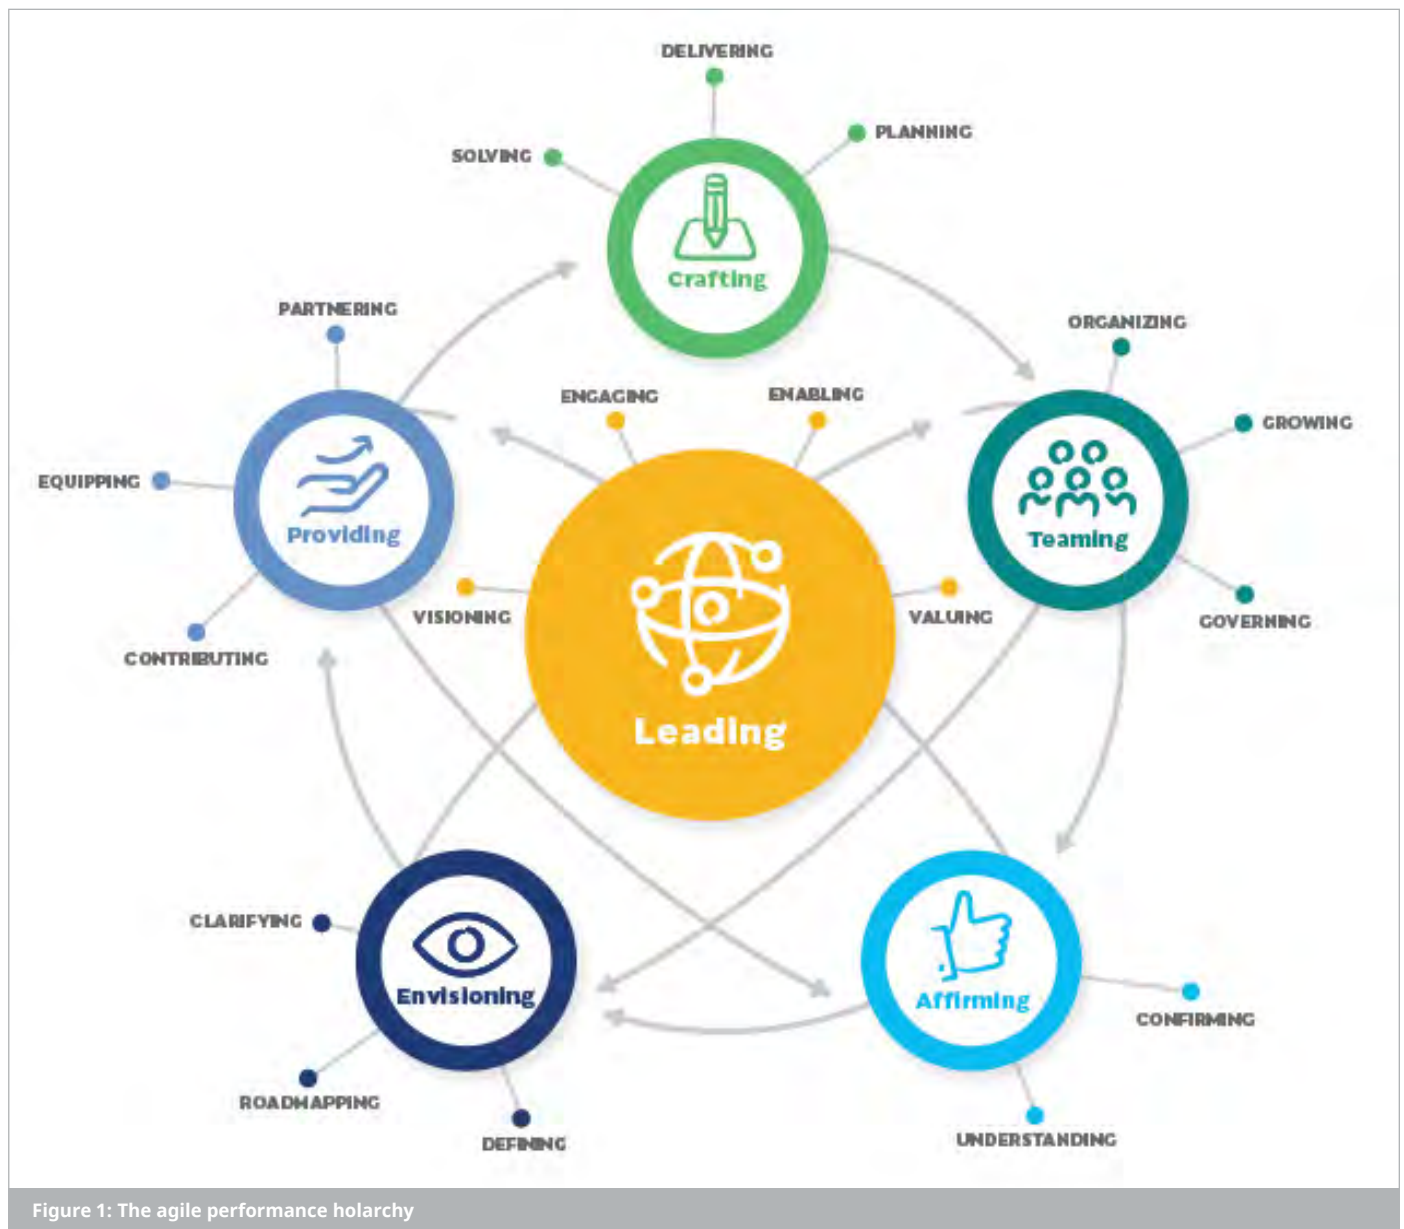 DELIVERING
PLANNING
SOLVING
Crafting
PARTNERING
ORGANIZING
ENGAGING
ENABLING
GROWING
EQUIPPING
Providing
Teaming
VISIONING
VALUING
GOVERNING
CONTRIBUTING
Leading
CLARIFYING
Envisioning
Affirming
CONFIRMING
ROADMAPPING
DEFINING
UNDERSTANDING
Figure 1: The agile performance holarchy